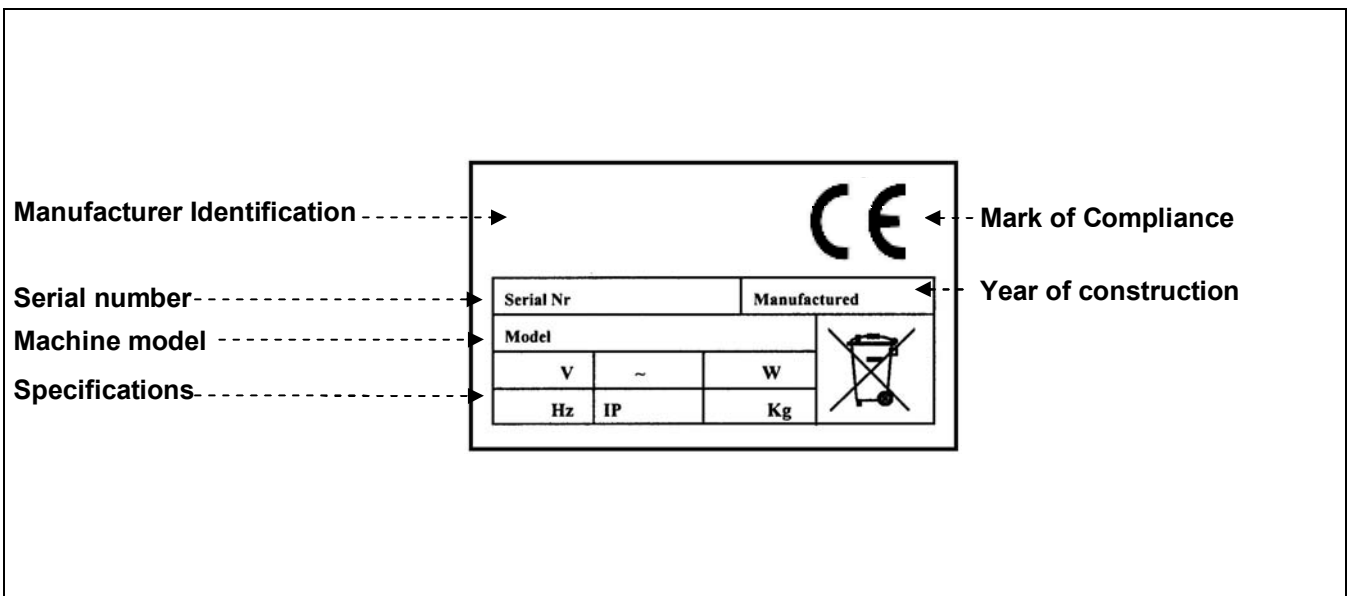 Manufacturer Identification
CE
Mark of Compliance
Serial number
Serial Nr
Manufactured
Year of construction
Machine model
Model
Specifications
V
~
W
Hz
IP
Kg